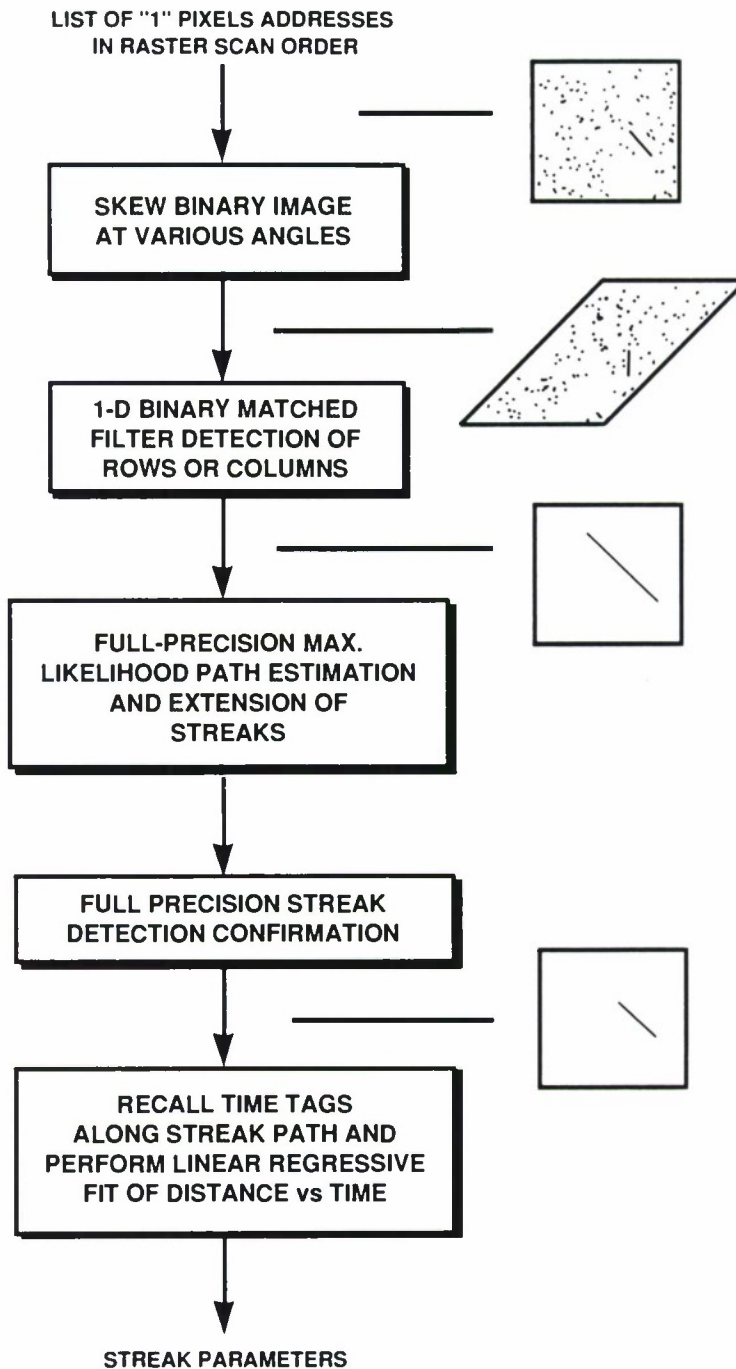 LIST OF "1" PIXELS ADDRESSES
IN RASTER SCAN ORDER
SKEW BINARY IMAGE
AT VARIOUS ANGLES
1-D BINARY MATCHED
FILTER DETECTION OF
ROWS OR COLUMNS
FULL-PRECISION MAX.
LIKELIHOOD PATH ESTIMATION
AND EXTENSION OF
STREAKS
FULL PRECISION STREAK
DETECTION CONFIRMATION
RECALL TIME TAGS
ALONG STREAK PATH AND
PERFORM LINEAR REGRESSIVE
FIT OF DISTANCE vs TIME
STREAK PARAMETERS